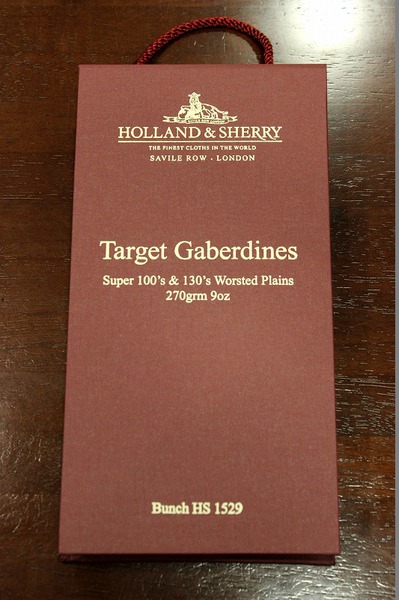 HOLLAND & SHERRY
THE FINEST CLOTHS IN THE WORLD
SAVILE ROW · LONDON
Target Gaberdines
Super 100's & 130's Worsted Plains
270grm 9oz
Bunch HS 1529